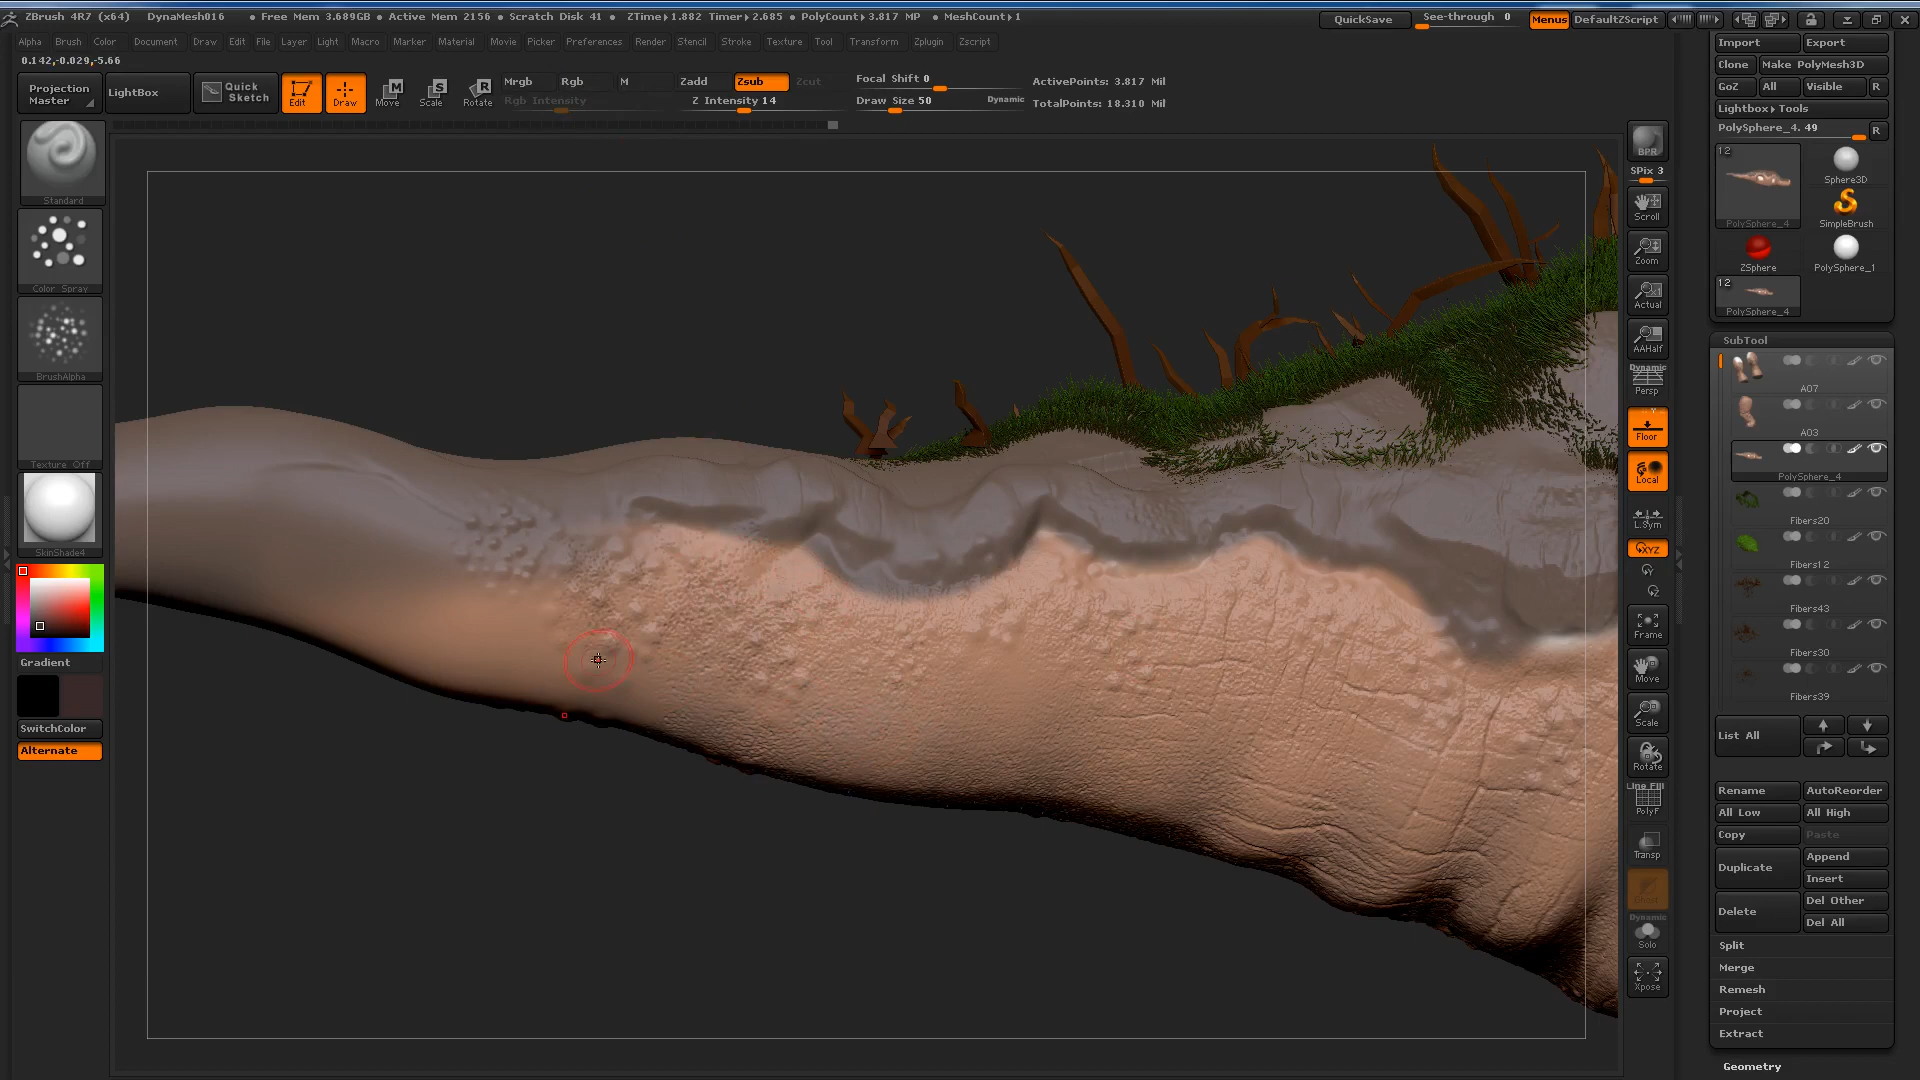 ZBrush 4R7 (x64) DynaMesh016 • Free Mem 3.689GB • Active Mem 2156 • Scratch Disk 41 • ZTime▸1.882 Timer▸2.685 • PolyCount▸3.817 MP • MeshCount▸1 QuickSave See-through 0 Menus DefaultZScript
Alpha Brush Color Document Draw Edit File Layer Light Macro Marker Material Movie Picker Preferences Render Stencil Stroke Texture Tool Transform Zplugin Zscript
0.142,-0.029,-5.66
Projection Master LightBox Quick Sketch Edit Draw Move Scale Rotate
Mrgb Rgb M Zadd Zsub Zcut
Rgb Intensity Z Intensity 14
Focal Shift 0
Draw Size 50 Dynamic
ActivePoints: 3.817 Mil
TotalPoints: 18.310 Mil
Standard
Color Spray
BrushAlpha
Texture Off
SkinShade4
Gradient
SwitchColor
Alternate
BPR
SPix 3
Scroll
Zoom
Actual
AAHalf
Dynamic
Persp
Floor
Local
L.Sym
XYZ
Frame
Move
Scale
Rotate
Line Fill
PolyF
Transp
Ghost
Dynamic
Solo
Xpose
Import Export
Clone Make PolyMesh3D
GoZ All Visible R
Lightbox▸Tools
PolySphere_4. 49 R
12
PolySphere_4
Sphere3D
SimpleBrush
ZSphere
PolySphere_1
12
PolySphere_4
SubTool
A07
A03
PolySphere_4
Fibers20
Fibers12
Fibers43
Fibers30
Fibers39
List All
Rename AutoReorder
All Low All High
Copy Paste
Duplicate Append
Insert
Delete Del Other
Del All
Split
Merge
Remesh
Project
Extract
Geometry